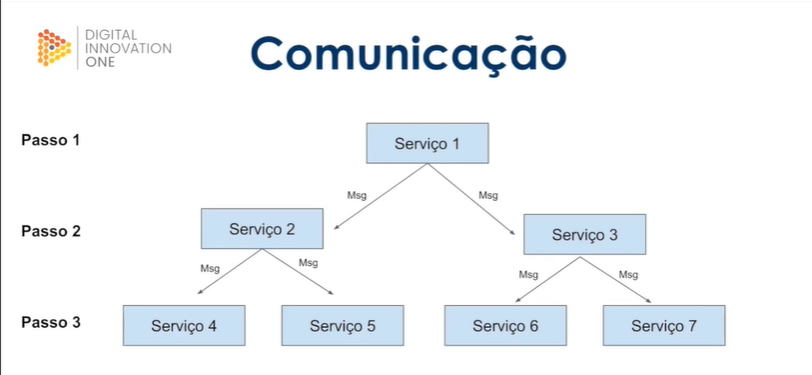 DIGITAL
INNOVATION
ONE
Comunicação
Passo 1
Serviço 1
Msg
Msg
Passo 2
Serviço 2
Serviço 3
Msg
Msg
Msg
Msg
Passo 3
Serviço 4
Serviço 5
Serviço 6
Serviço 7